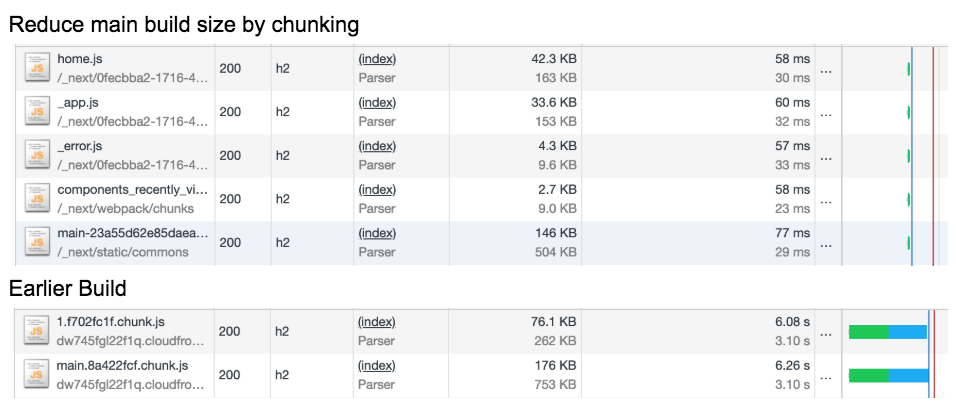 Reduce main build size by chunking
home.js 200 h2 (index) 42.3 KB 58 ms ...
/_next/0fecbba2-1716-4... Parser 163 KB 30 ms
_app.js 200 h2 (index) 33.6 KB 60 ms ...
/_next/0fecbba2-1716-4... Parser 153 KB 32 ms
_error.js 200 h2 (index) 4.3 KB 57 ms ...
/_next/0fecbba2-1716-4... Parser 9.6 KB 33 ms
components_recently_vi... 200 h2 (index) 2.7 KB 58 ms ...
/_next/webpack/chunks Parser 9.0 KB 23 ms
main-23a55d62e85daea... 200 h2 (index) 146 KB 77 ms ...
/_next/static/commons Parser 504 KB 29 ms
Earlier Build
1.f702fc1f.chunk.js 200 h2 (index) 76.1 KB 6.08 s ...
dw745fgl22f1q.cloudfro... Parser 262 KB 3.10 s
main.8a422fcf.chunk.js 200 h2 (index) 176 KB 6.26 s ...
dw745fgl22f1q.cloudfro... Parser 753 KB 3.10 s